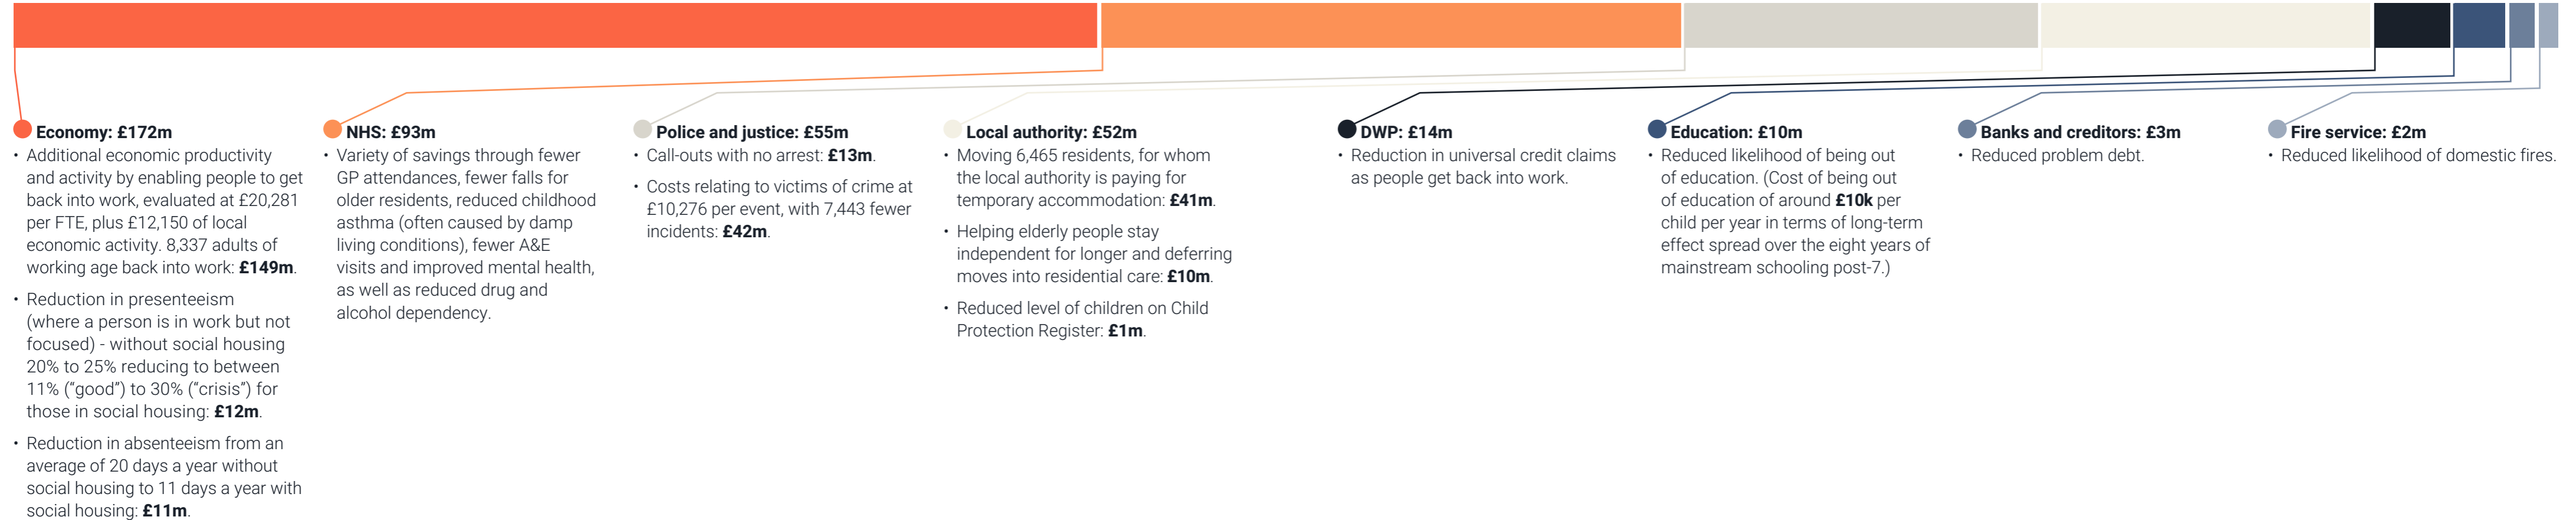 Economy: £172m
• Additional economic productivity
and activity by enabling people to get
back into work, evaluated at £20,281
per FTE, plus £12,150 of local
economic activity. 8,337 adults of
working age back into work: £149m.
• Reduction in presenteeism
(where a person is in work but not
focused) - without social housing
20% to 25% reducing to between
11% (“good”) to 30% (“crisis”) for
those in social housing: £12m.
• Reduction in absenteeism from an
average of 20 days a year without
social housing to 11 days a year with
social housing: £11m.
NHS: £93m
• Variety of savings through fewer
GP attendances, fewer falls for
older residents, reduced childhood
asthma (often caused by damp
living conditions), fewer A&E
visits and improved mental health,
as well as reduced drug and
alcohol dependency.
Police and justice: £55m
• Call-outs with no arrest: £13m.
• Costs relating to victims of crime at
£10,276 per event, with 7,443 fewer
incidents: £42m.
Local authority: £52m
• Moving 6,465 residents, for whom
the local authority is paying for
temporary accommodation: £41m.
• Helping elderly people stay
independent for longer and deferring
moves into residential care: £10m.
• Reduced level of children on Child
Protection Register: £1m.
DWP: £14m
• Reduction in universal credit claims
as people get back into work.
Education: £10m
• Reduced likelihood of being out
of education. (Cost of being out
of education of around £10k per
child per year in terms of long-term
effect spread over the eight years of
mainstream schooling post-7.)
Banks and creditors: £3m
• Reduced problem debt.
Fire service: £2m
• Reduced likelihood of domestic fires.